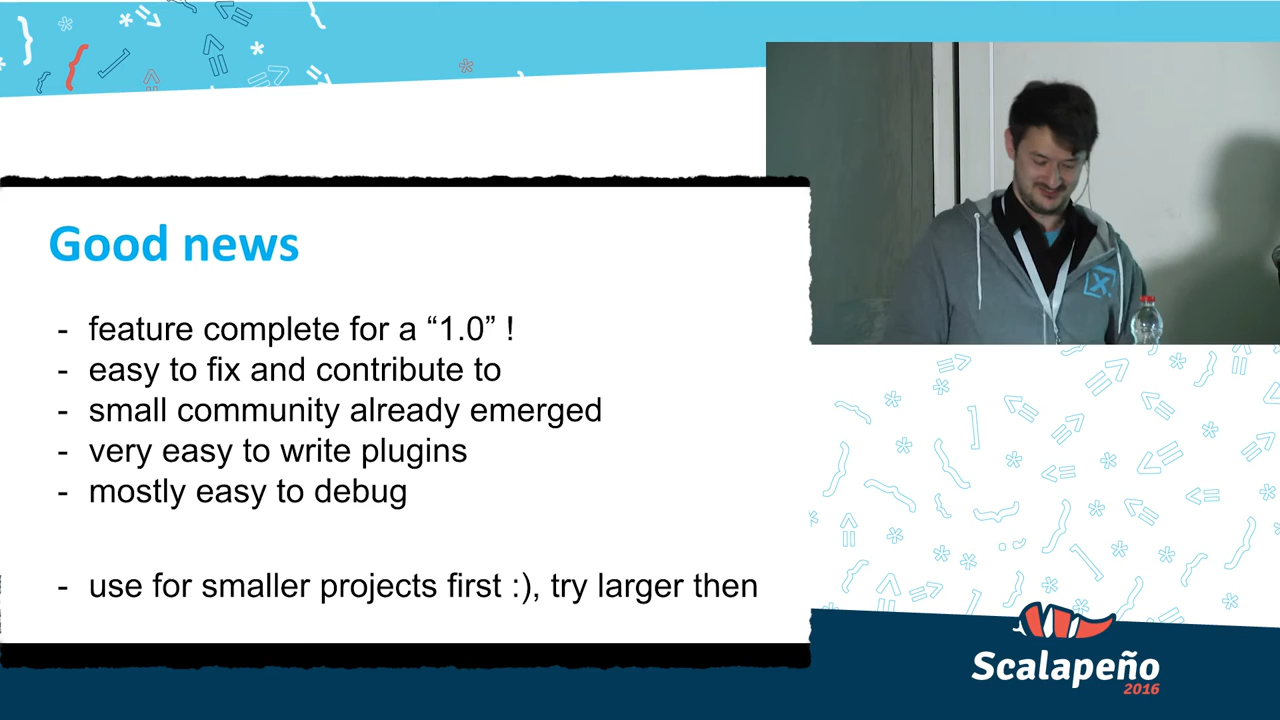 Good news
- feature complete for a “1.0” !
- easy to fix and contribute to
- small community already emerged
- very easy to write plugins
- mostly easy to debug
- use for smaller projects first :), try larger then
Scalapeño
2016